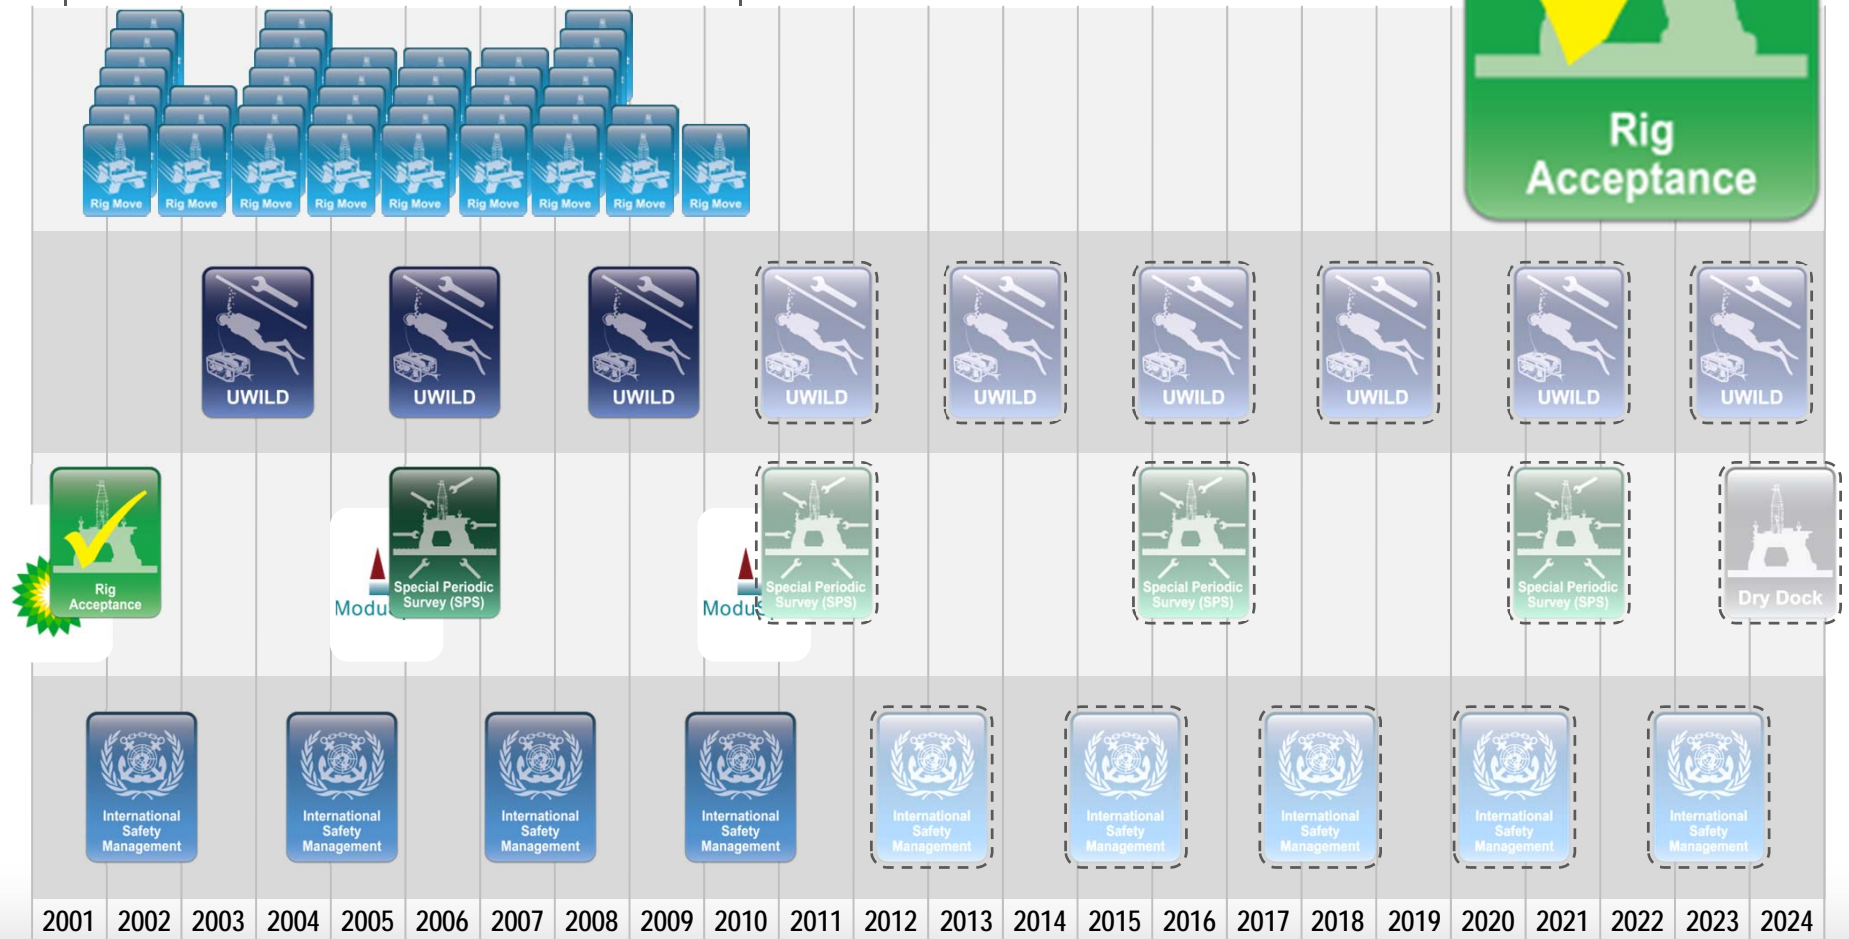 Rig
Acceptance
Rig Move Rig Move Rig Move Rig Move Rig Move Rig Move Rig Move Rig Move Rig Move
UWILD UWILD UWILD UWILD UWILD UWILD UWILD UWILD UWILD
Rig
Acceptance
Modu
Special Periodic
Survey (SPS)
Modu
Special Periodic
Survey (SPS)
Special Periodic
Survey (SPS)
Special Periodic
Survey (SPS)
Dry Dock
International
Safety
Management
International
Safety
Management
International
Safety
Management
International
Safety
Management
International
Safety
Management
International
Safety
Management
International
Safety
Management
International
Safety
Management
International
Safety
Management
2001 2002 2003 2004 2005 2006 2007 2008 2009 2010 2011 2012 2013 2014 2015 2016 2017 2018 2019 2020 2021 2022 2023 2024